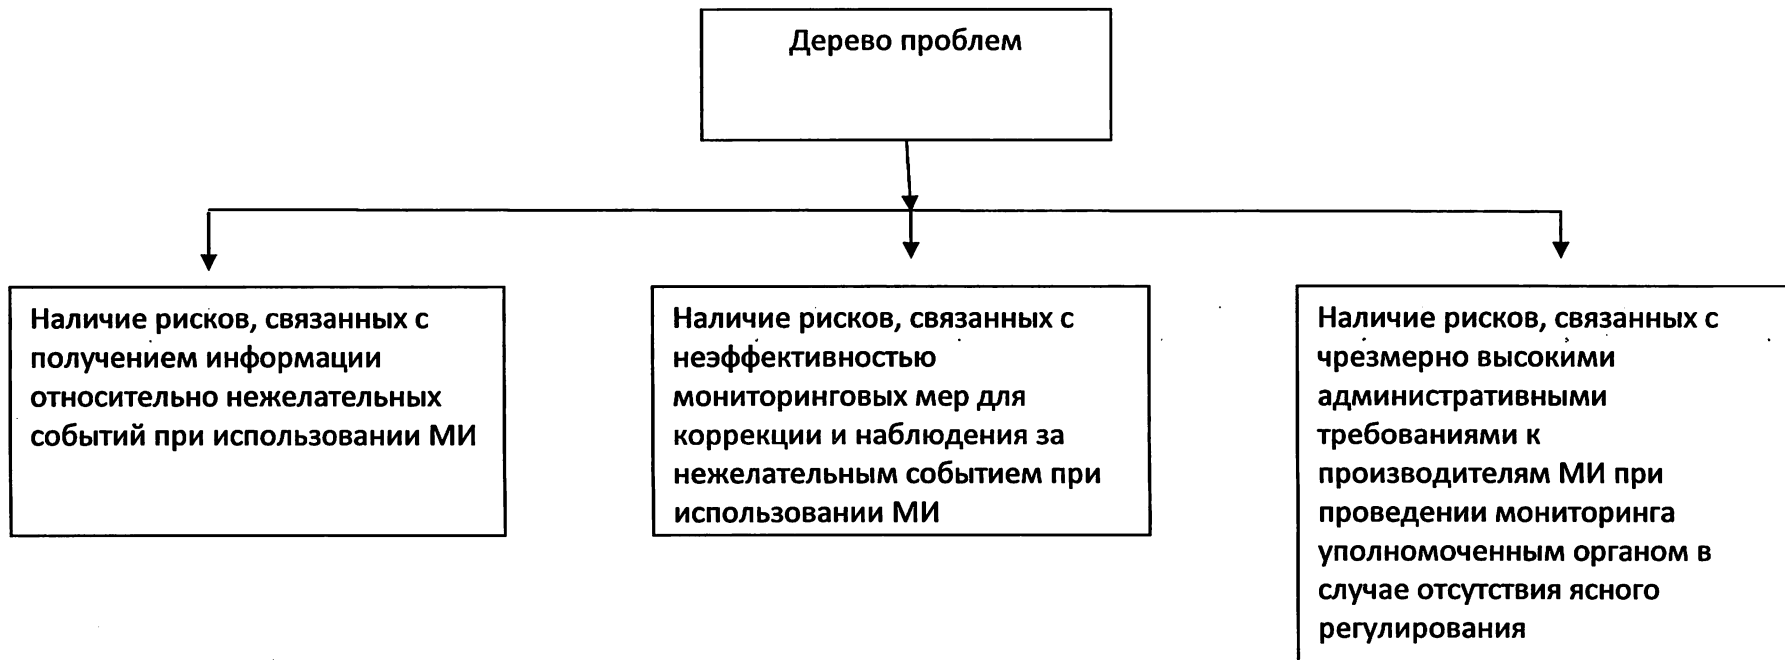 Дерево проблем
Наличие рисков, связанных с
получением информации
относительно нежелательных
событий при использовании МИ
Наличие рисков, связанных с
неэффективностью
мониторинговых мер для
коррекции и наблюдения за
нежелательным событием при
использовании МИ
Наличие рисков, связанных с
чрезмерно высокими
административными
требованиями к
производителям МИ при
проведении мониторинга
уполномоченным органом в
случае отсутствия ясного
регулирования